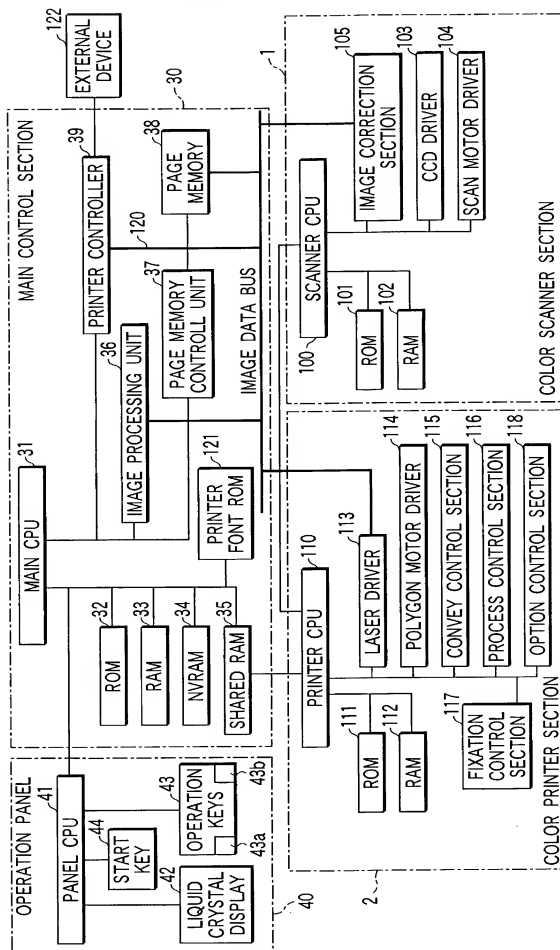 122
EXTERNAL
DEVICE
MAIN CONTROL SECTION
30
39
PRINTER CONTROLLER
38
PAGE
MEMORY
120
37
PAGE MEMORY
CONTROLL UNIT
36
IMAGE PROCESSING UNIT
IMAGE DATA BUS
31
MAIN CPU
121
PRINTER
FONT ROM
32
ROM
33
RAM
34
NVRAM
35
SHARED RAM
OPERATION PANEL
41
PANEL CPU
44
START
KEY
43
OPERATION
KEYS
43a
43b
42
LIQUID
CRYSTAL
DISPLAY
40
1
105
IMAGE CORRECTION
SECTION
103
CCD DRIVER
104
SCAN MOTOR DRIVER
SCANNER CPU
100
101
ROM
102
RAM
COLOR SCANNER SECTION
110
PRINTER CPU
113
LASER DRIVER
114
POLYGON MOTOR DRIVER
115
CONVEY CONTROL SECTION
116
PROCESS CONTROL SECTION
118
OPTION CONTROL SECTION
117
FIXATION
CONTROL
SECTION
111
ROM
112
RAM
COLOR PRINTER SECTION
2